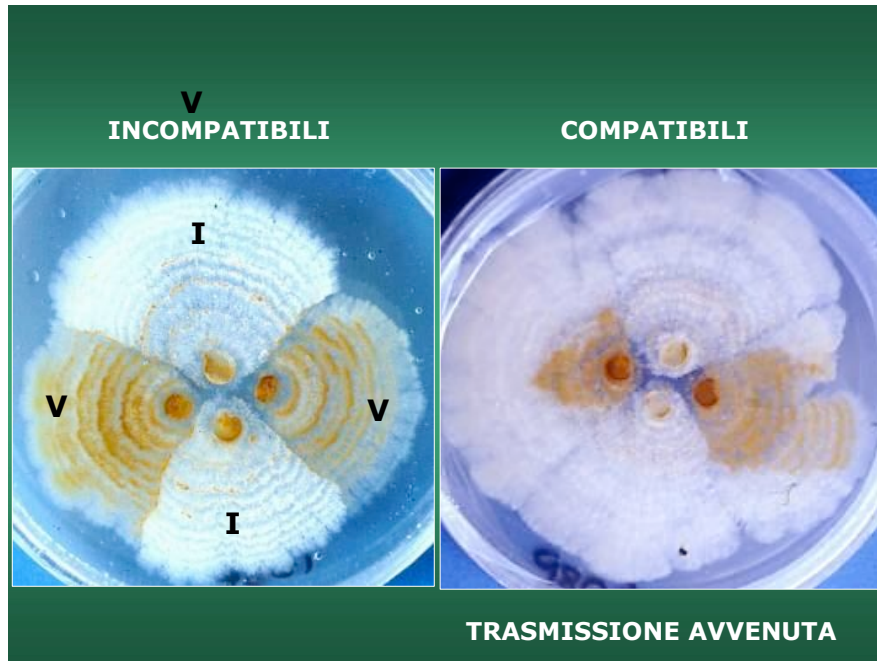 V
INCOMPATIBILI
COMPATIBILI
I
V
V
I
TRASMISSIONE AVVENUTA